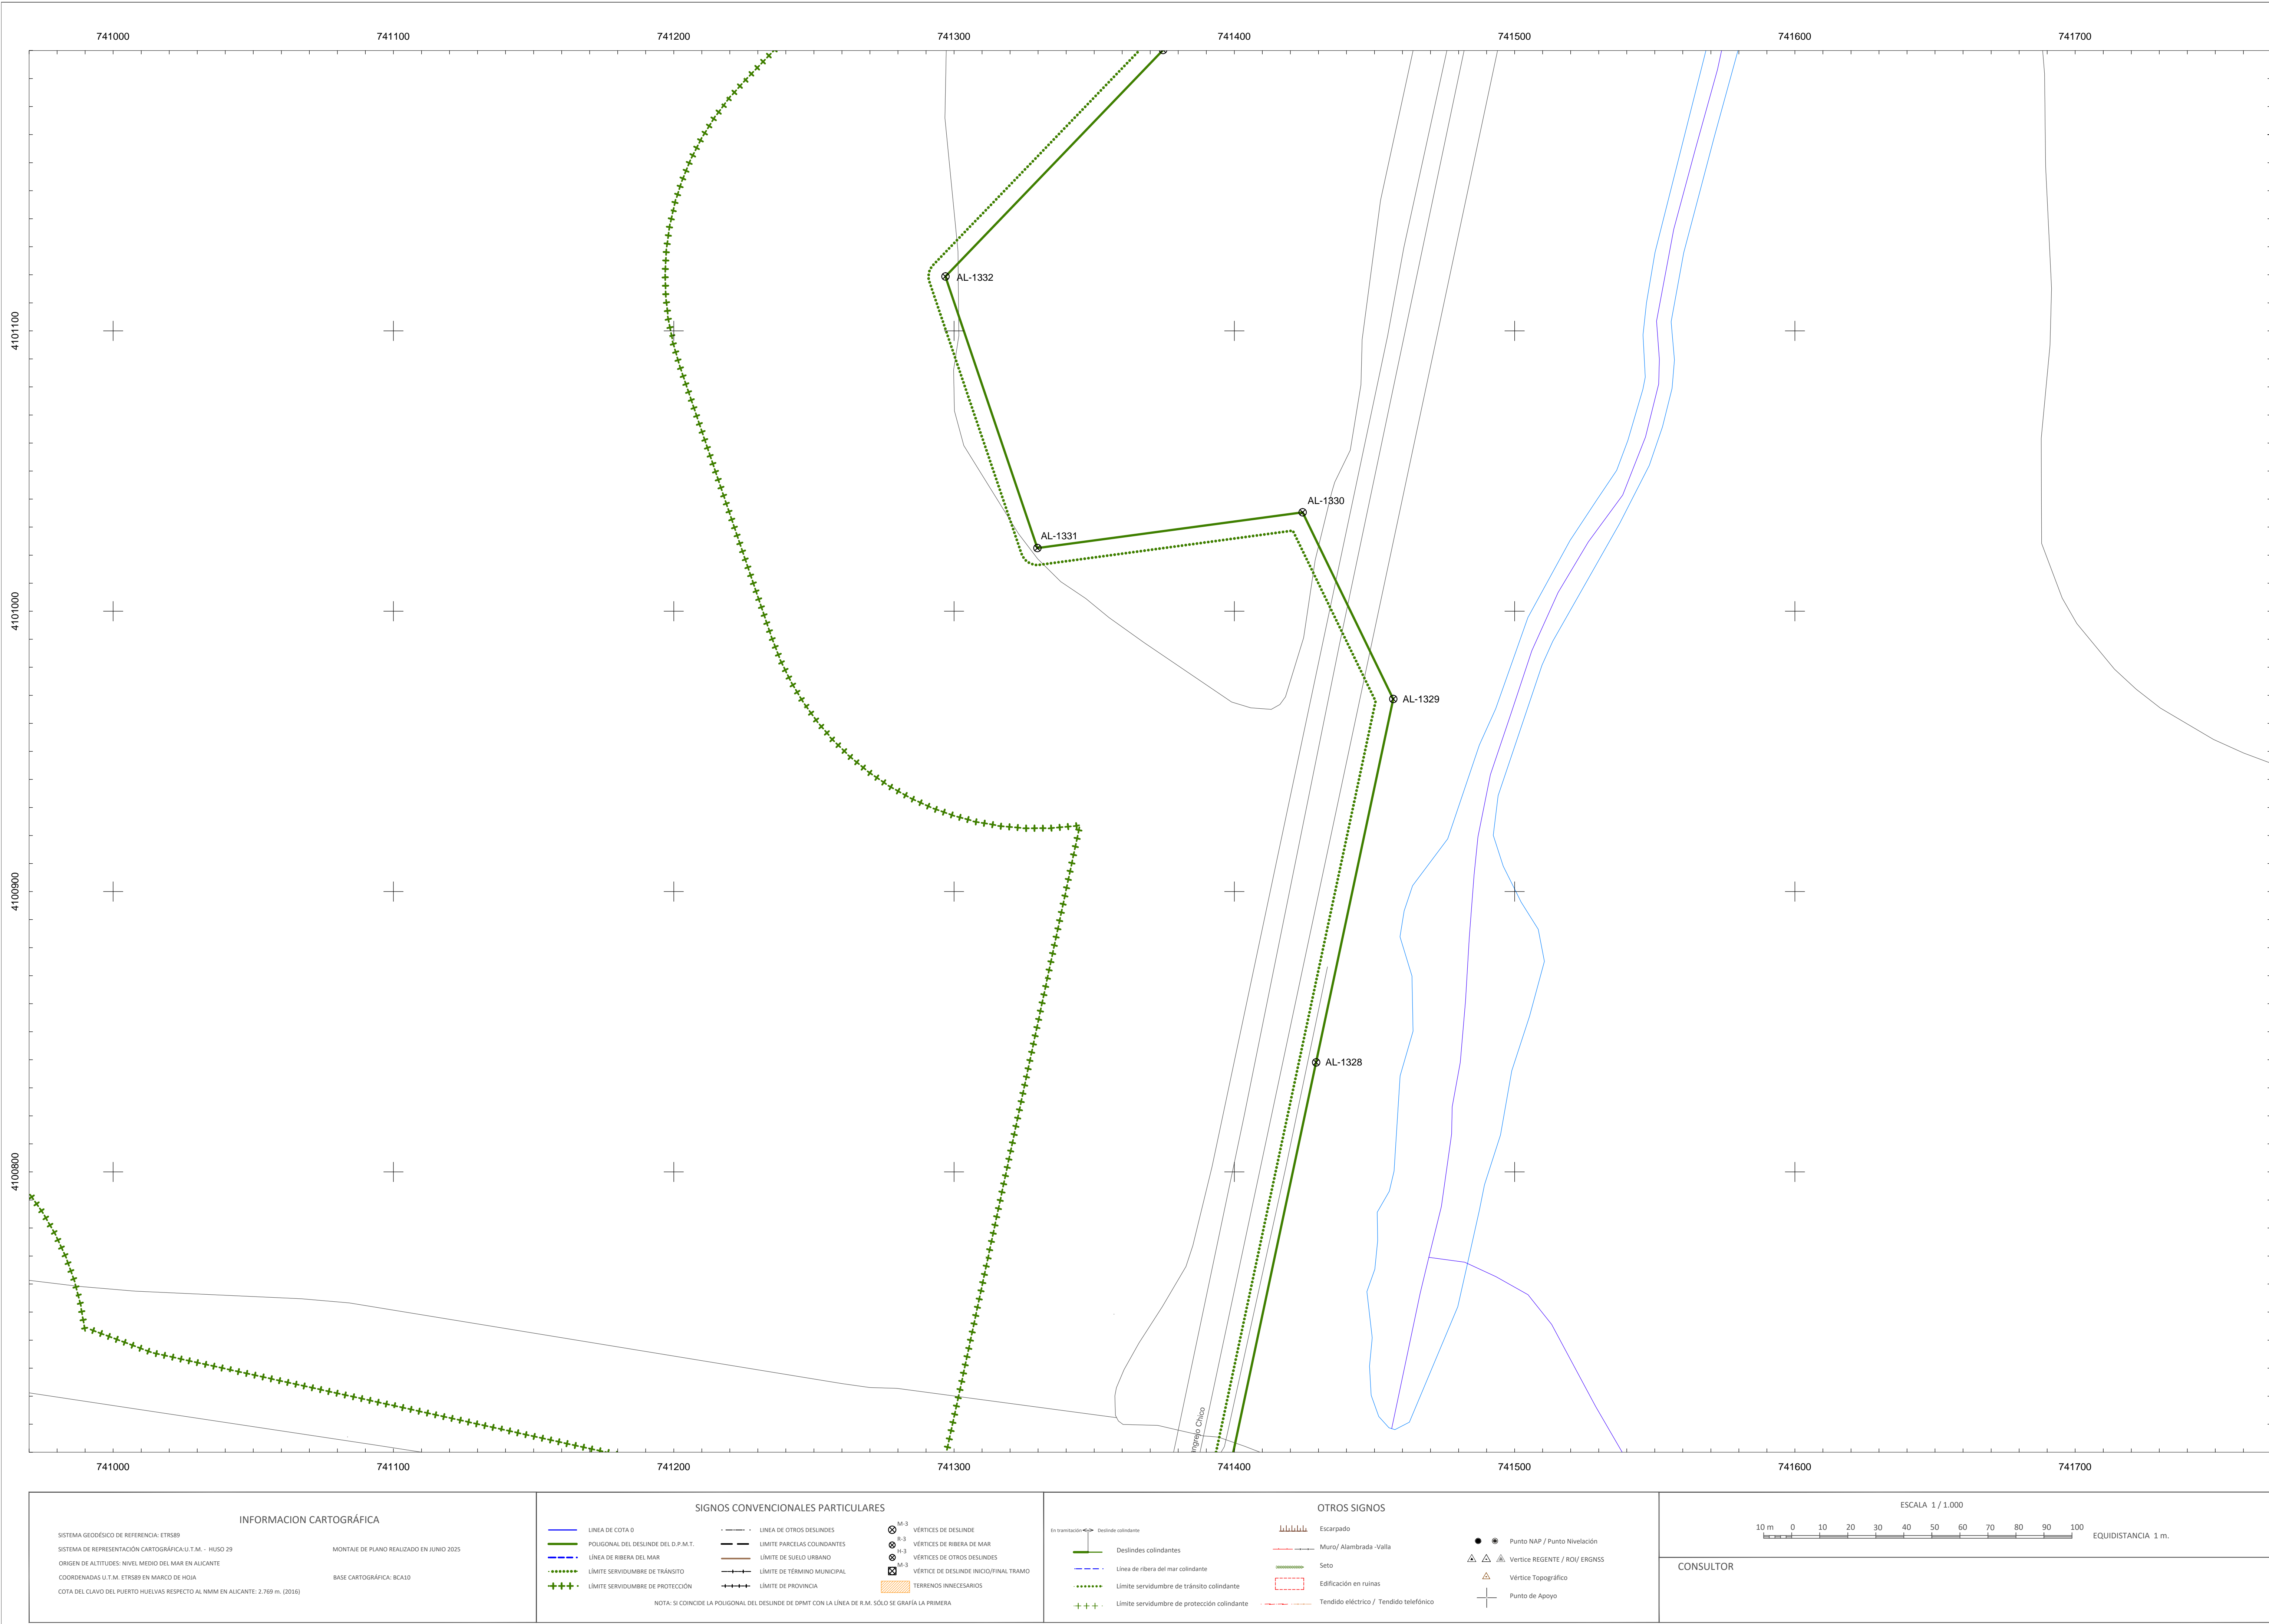 741000 741100 741200 741300 741400 741500 741600 741700
4101100
4101000
4100900
4100800
AL-1332
AL-1331
AL-1330
AL-1329
AL-1328
ingrejo Chico
741000 741100 741200 741300 741400 741500 741600 741700
INFORMACION CARTOGRÁFICA
SISTEMA GEODÉSICO DE REFERENCIA: ETRS89
SISTEMA DE REPRESENTACIÓN CARTOGRÁFICA:U.T.M. - HUSO 29
MONTAJE DE PLANO REALIZADO EN JUNIO 2025
ORIGEN DE ALTITUDES: NIVEL MEDIO DEL MAR EN ALICANTE
COORDENADAS U.T.M. ETRS89 EN MARCO DE HOJA
BASE CARTOGRÁFICA: BCA10
COTA DEL CLAVO DEL PUERTO HUELVAS RESPECTO AL NMM EN ALICANTE: 2.769 m. (2016)
SIGNOS CONVENCIONALES PARTICULARES
LINEA DE COTA 0
POLIGONAL DEL DESLINDE DEL D.P.M.T.
LÍNEA DE RIBERA DEL MAR
LÍMITE SERVIDUMBRE DE TRÁNSITO
LÍMITE SERVIDUMBRE DE PROTECCIÓN
LINEA DE OTROS DESLINDES
LIMITE PARCELAS COLINDANTES
LÍMITE DE SUELO URBANO
LÍMITE DE TÉRMINO MUNICIPAL
LÍMITE DE PROVINCIA
M-3 VÉRTICES DE DESLINDE
R-3 VÉRTICES DE RIBERA DE MAR
H-3 VÉRTICES DE OTROS DESLINDES
M-3 VÉRTICE DE DESLINDE INICIO/FINAL TRAMO
TERRENOS INNECESARIOS
NOTA: SI COINCIDE LA POLIGONAL DEL DESLINDE DE DPMT CON LA LÍNEA DE R.M. SÓLO SE GRAFÍA LA PRIMERA
OTROS SIGNOS
En tramitación Deslinde colindante
Deslindes colindantes
Línea de ribera del mar colindante
Límite servidumbre de tránsito colindante
Límite servidumbre de protección colindante
Escarpado
Muro/ Alambrada -Valla
Seto
Edificación en ruinas
Tendido eléctrico / Tendido telefónico
Punto NAP / Punto Nivelación
Vertice REGENTE / ROI/ ERGNSS
Vértice Topográfico
Punto de Apoyo
ESCALA 1 / 1.000
10 m 0 10 20 30 40 50 60 70 80 90 100
EQUIDISTANCIA 1 m.
CONSULTOR